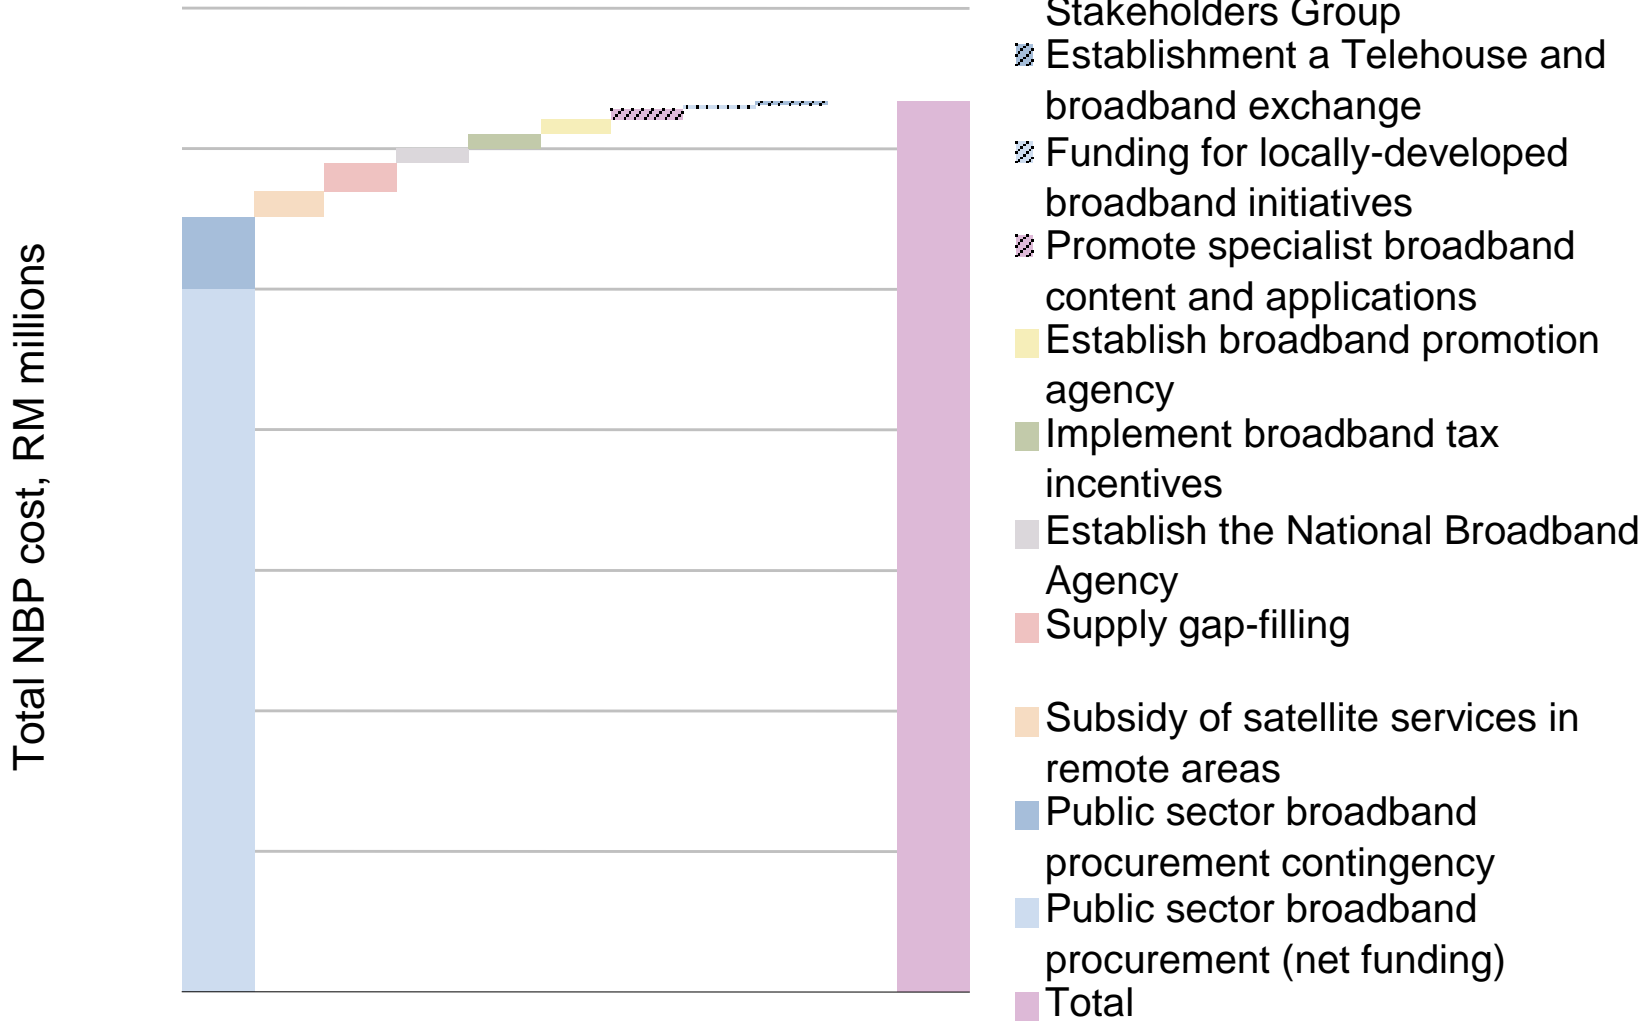 Total NBP cost, RM millions
Stakeholders Group
Establishment a Telehouse and
broadband exchange
Funding for locally-developed
broadband initiatives
Promote specialist broadband
content and applications
Establish broadband promotion
agency
Implement broadband tax
incentives
Establish the National Broadband
Agency
Supply gap-filling
Subsidy of satellite services in
remote areas
Public sector broadband
procurement contingency
Public sector broadband
procurement (net funding)
Total